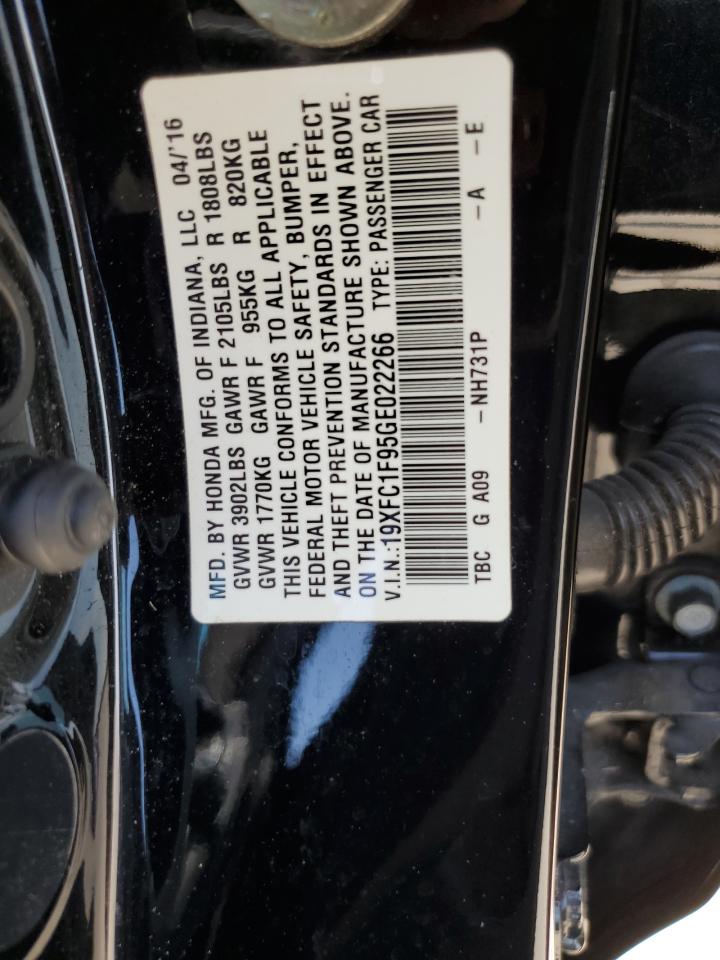 MFD. BY HONDA MFG. OF INDIANA, LLC 04/'16
GVWR 3902LBS GAWR F 2105LBS R 1808LBS
GVWR 1770KG GAWR F 955KG R 820KG
THIS VEHICLE CONFORMS TO ALL APPLICABLE
FEDERAL MOTOR VEHICLE SAFETY, BUMPER,
AND THEFT PREVENTION STANDARDS IN EFFECT
ON THE DATE OF MANUFACTURE SHOWN ABOVE.
V.I.N.:19XFC1F95GE022266 TYPE: PASSENGER CAR
TBC G A09 -NH731P -A -E